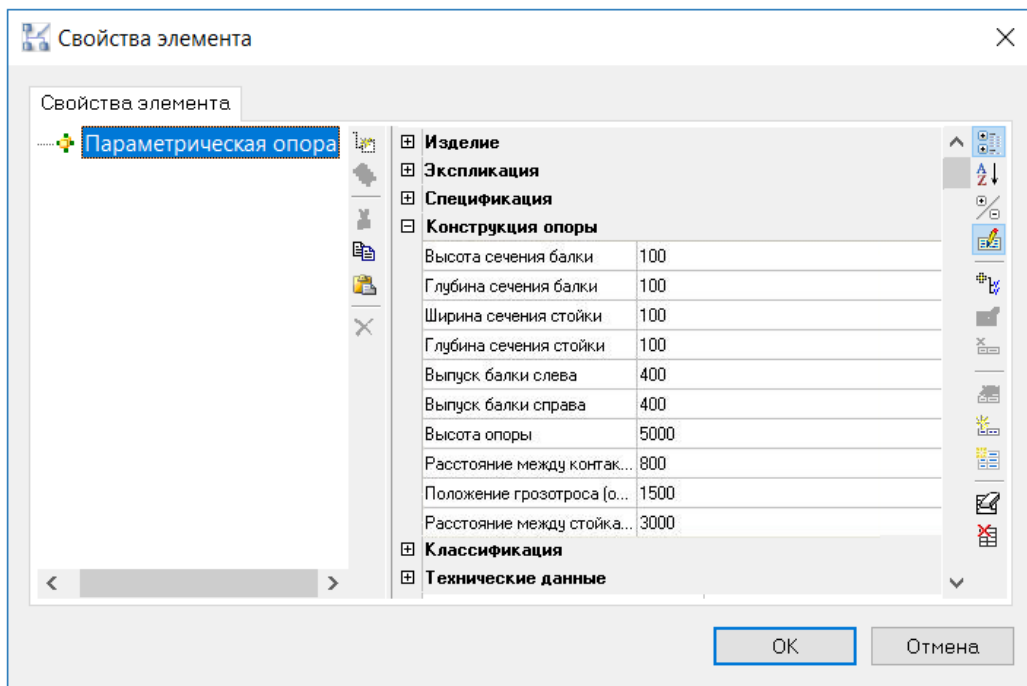 Свойства элемента
Свойства элемента
Параметрическая опора
Изделие
Экспликация
Спецификация
Конструкция опоры
Высота сечения балки 100
Глубина сечения балки 100
Ширина сечения стойки 100
Глубина сечения стойки 100
Выпуск балки слева 400
Выпуск балки справа 400
Высота опоры 5000
Расстояние между контак... 800
Положение грозотроса (о... 1500
Расстояние между стойка... 3000
Классификация
Технические данные
OK Отмена